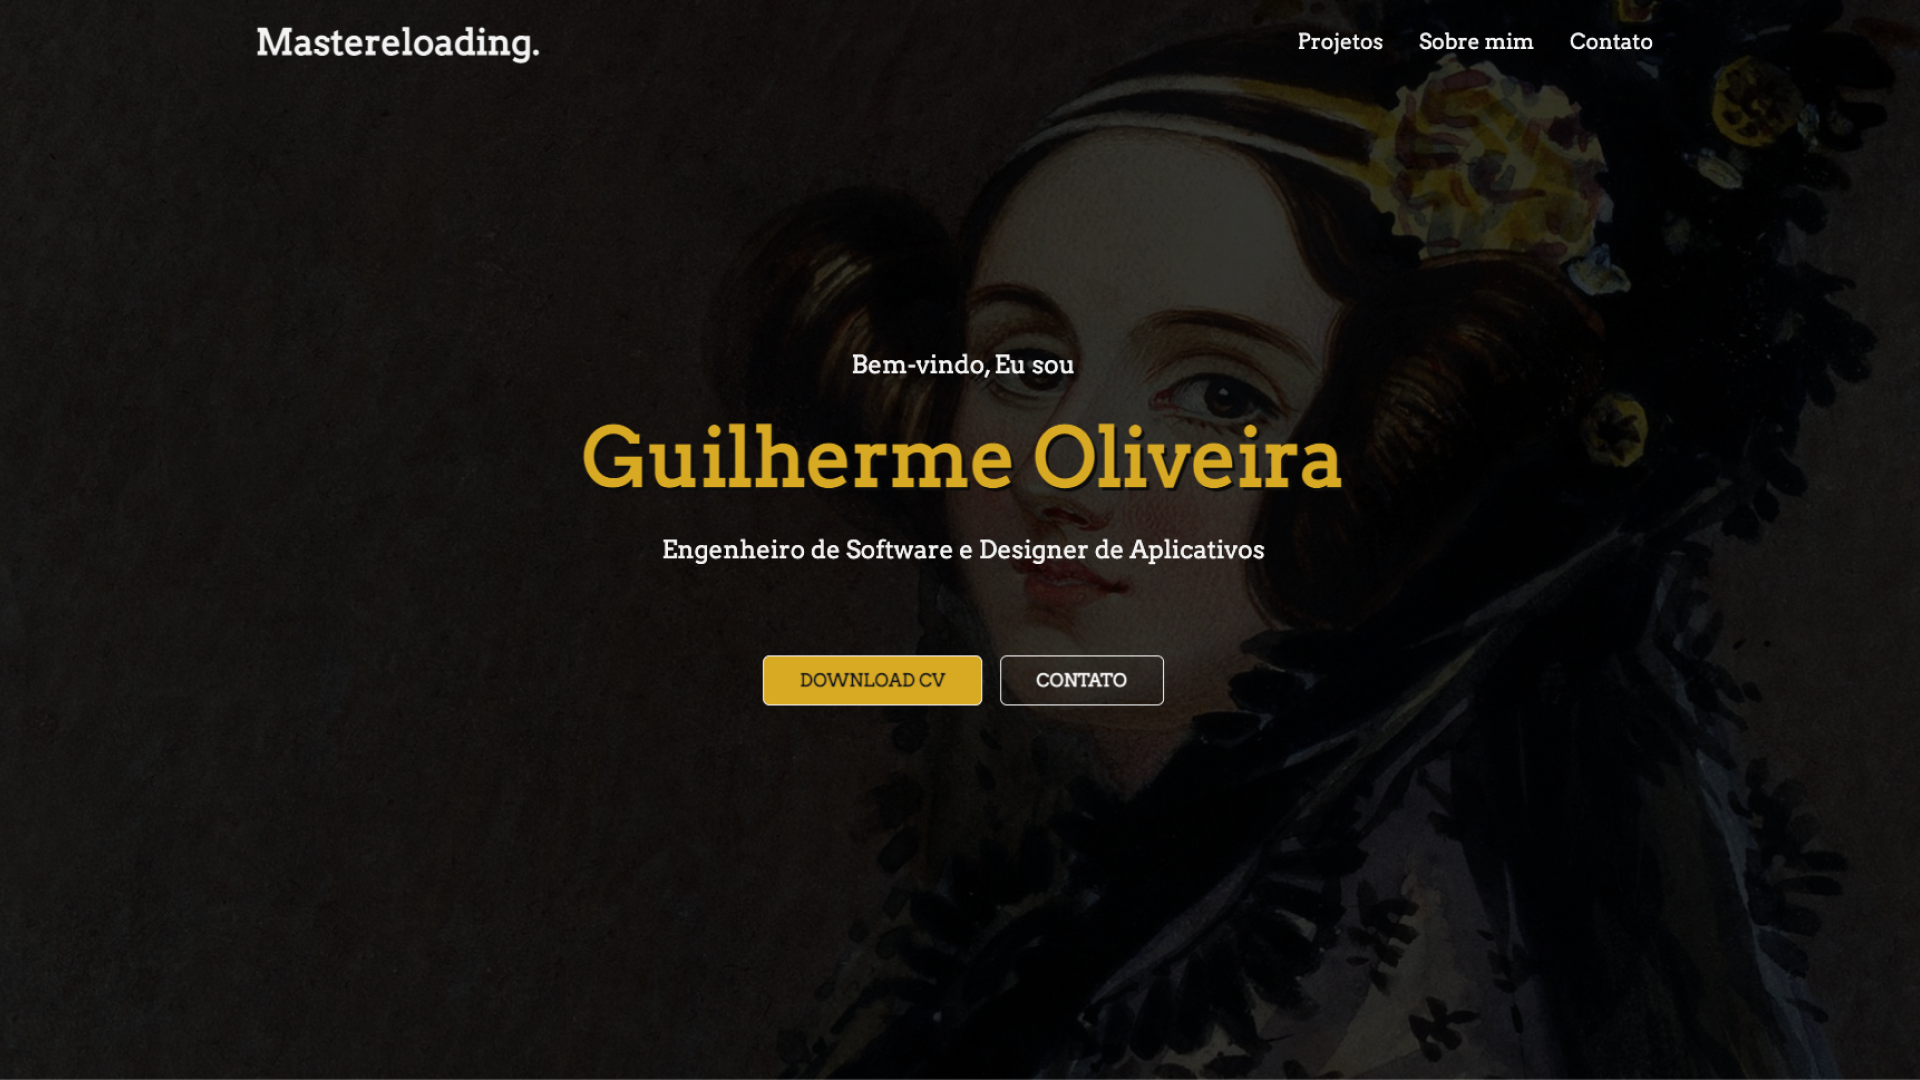 Mastereloading.
Projetos Sobre mim Contato
Bem-vindo, Eu sou
Guilherme Oliveira
Engenheiro de Software e Designer de Aplicativos
DOWNLOAD CV CONTATO